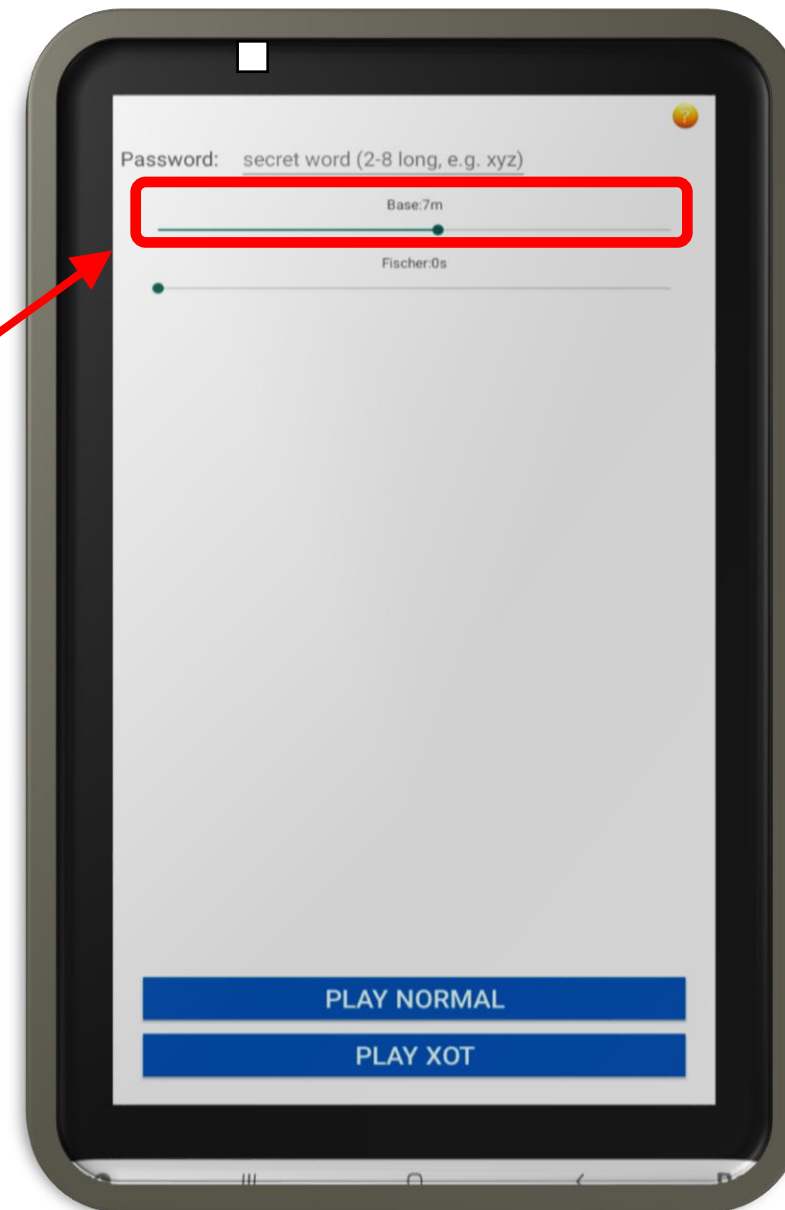 ?
Password: secret word (2-8 long, e.g. xyz)
Base:7m
Fischer:0s
PLAY NORMAL
PLAY XOT